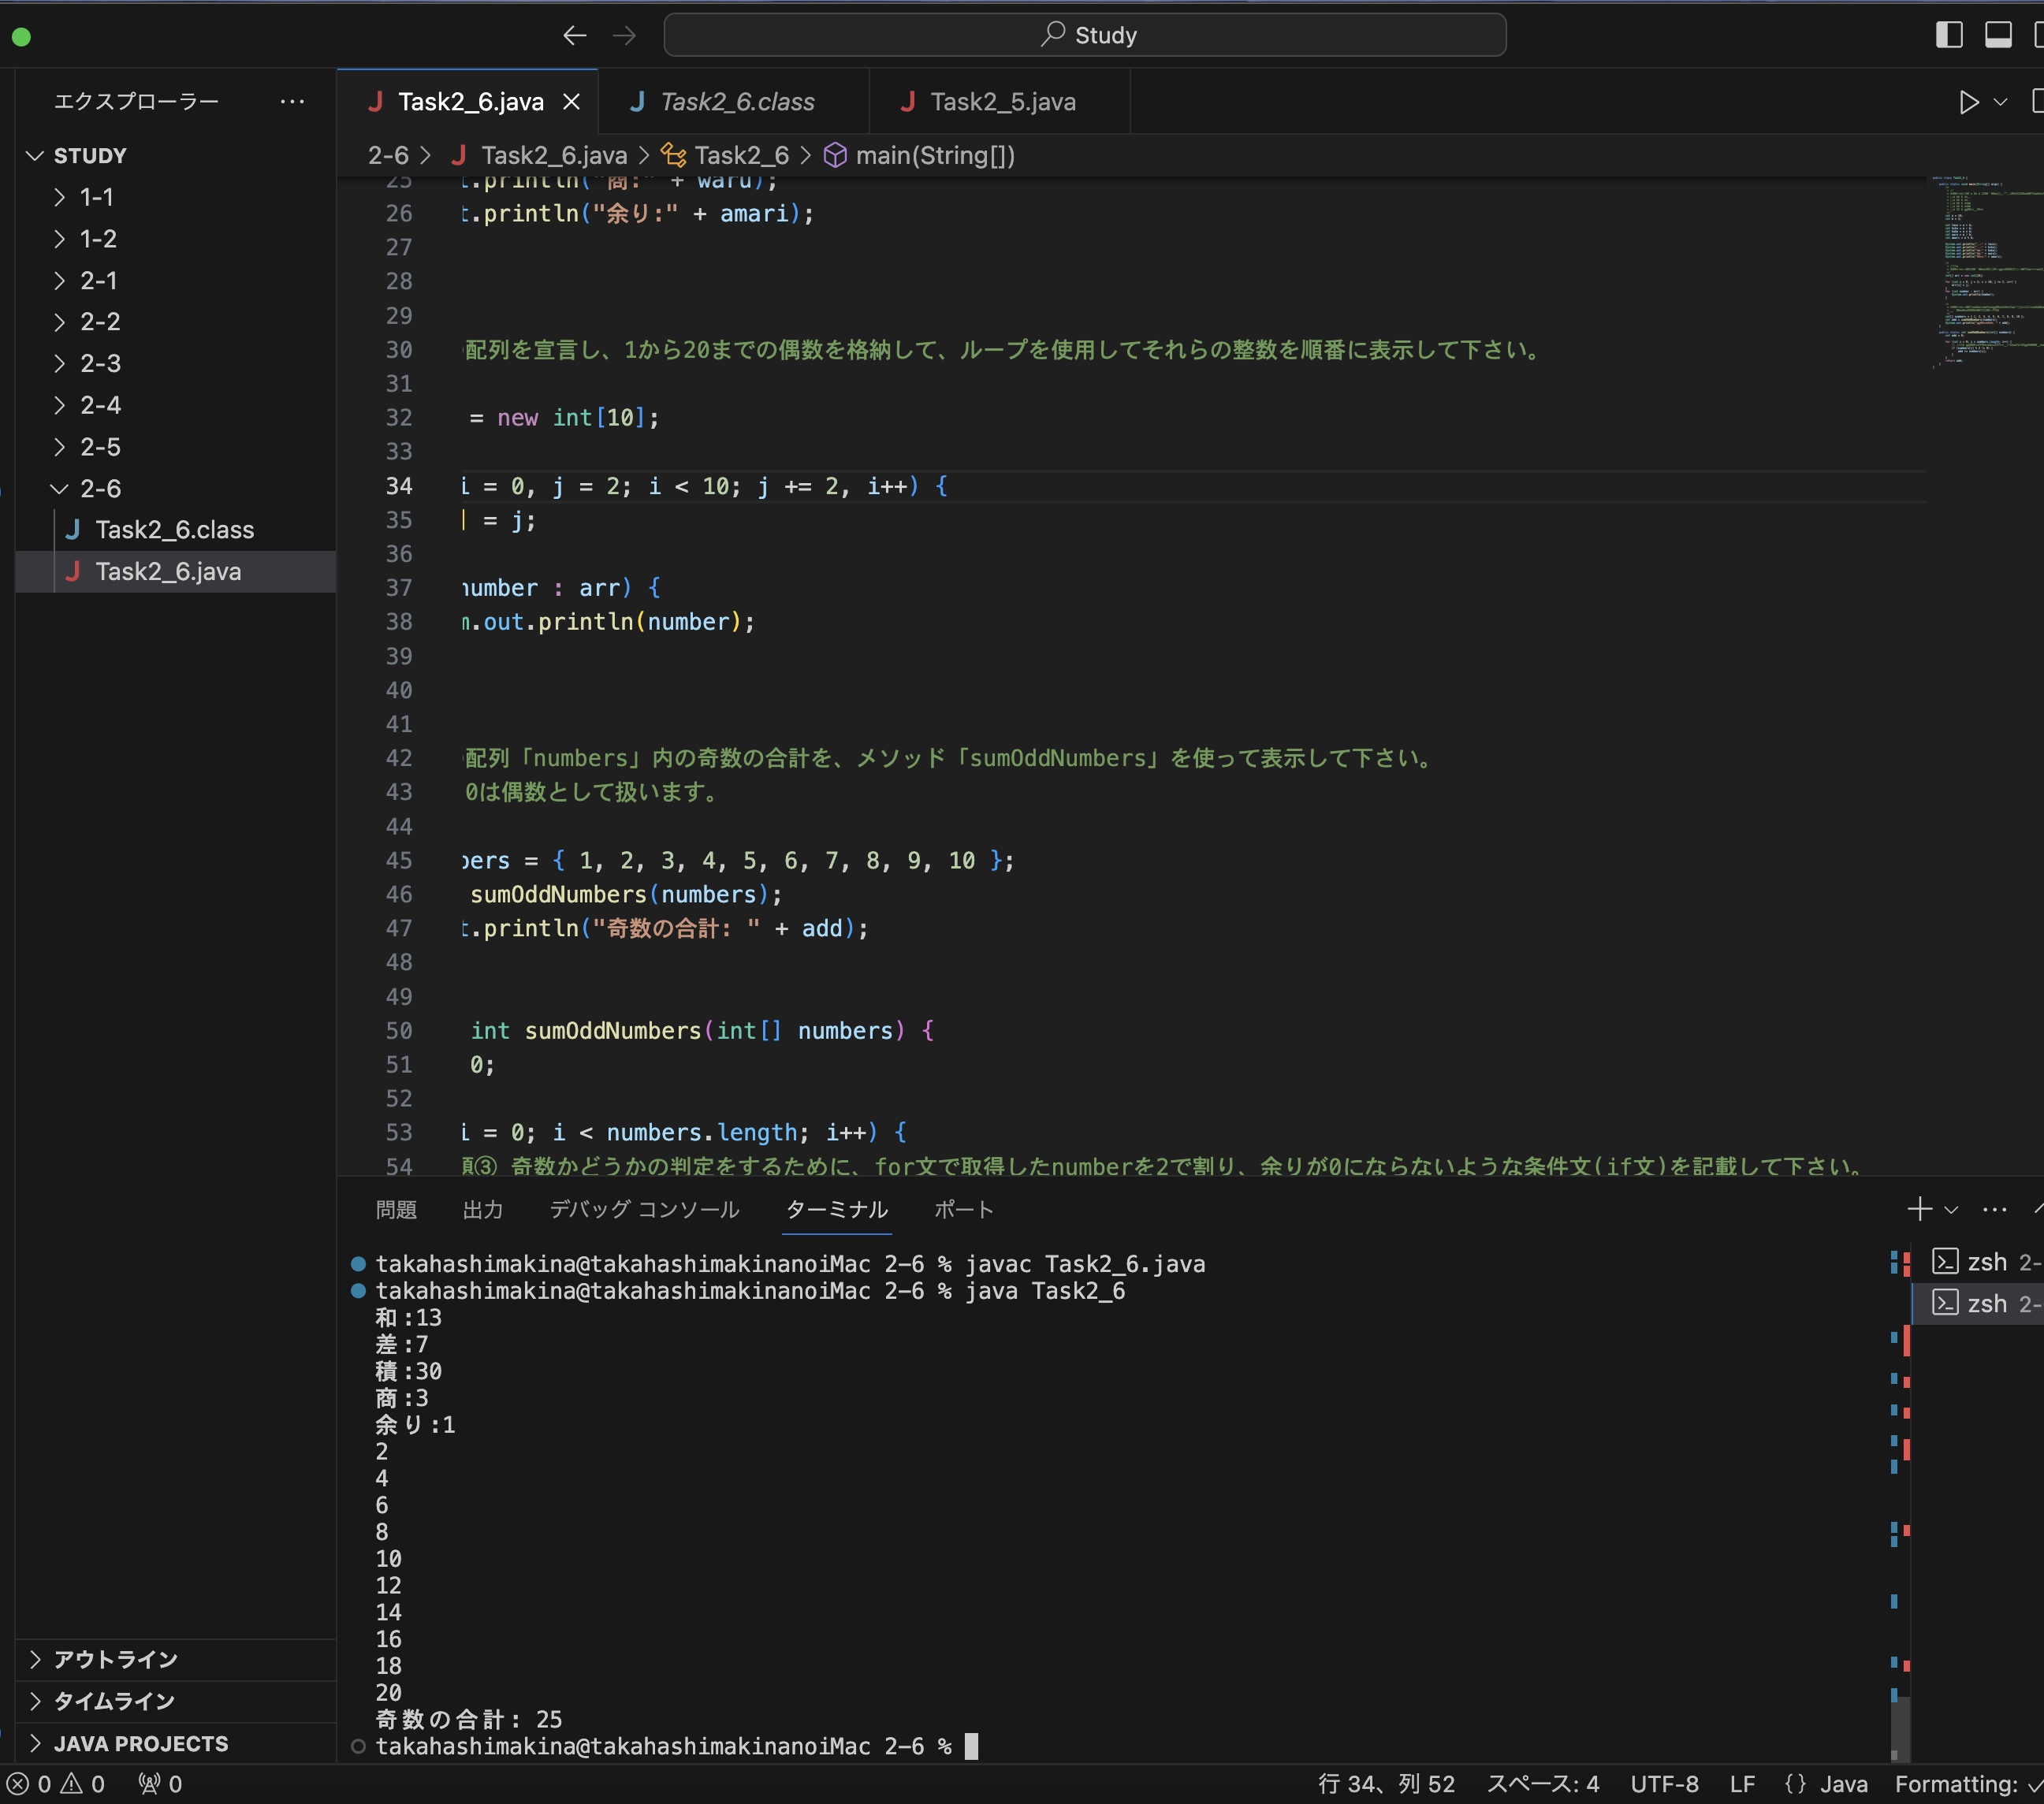 Study
エクスプローラー ...
STUDY
1-1
1-2
2-1
2-2
2-3
2-4
2-5
2-6
Task2_6.class
Task2_6.java
アウトライン
タイムライン
JAVA PROJECTS
Task2_6.java
Task2_6.class
Task2_5.java
2-6 > Task2_6.java > Task2_6 > main(String[])
25 t.println("商:" + waru);
26 t.println("余り:" + amari);
27
28
29
30 配列を宣言し、1から20までの偶数を格納して、ループを使用してそれらの整数を順番に表示して下さい。
31
32 = new int[10];
33
34 i = 0, j = 2; i < 10; j += 2, i++) {
35 ] = j;
36
37 number : arr) {
38 m.out.println(number);
39
40
41
42 配列「numbers」内の奇数の合計を、メソッド「sumOddNumbers」を使って表示して下さい。
43 0は偶数として扱います。
44
45 bers = { 1, 2, 3, 4, 5, 6, 7, 8, 9, 10 };
46 sumOddNumbers(numbers);
47 t.println("奇数の合計: " + add);
48
49
50 int sumOddNumbers(int[] numbers) {
51 0;
52
53 i = 0; i < numbers.length; i++) {
54 題③ 奇数かどうかの判定をするために、for文で取得したnumberを2で割り、余りが0にならないような条件文(if文)を記載して下さい。
問題 出力 デバッグ コンソール ターミナル ポート
takahashimakina@takahashimakinanoiMac 2-6 % javac Task2_6.java
takahashimakina@takahashimakinanoiMac 2-6 % java Task2_6
和:13
差:7
積:30
商:3
余り:1
2
4
6
8
10
12
14
16
18
20
奇数の合計: 25
takahashimakina@takahashimakinanoiMac 2-6 %
zsh 2-
zsh 2-
0 0 0
行 34、列 52 スペース: 4 UTF-8 LF {} Java Formatting: ✓